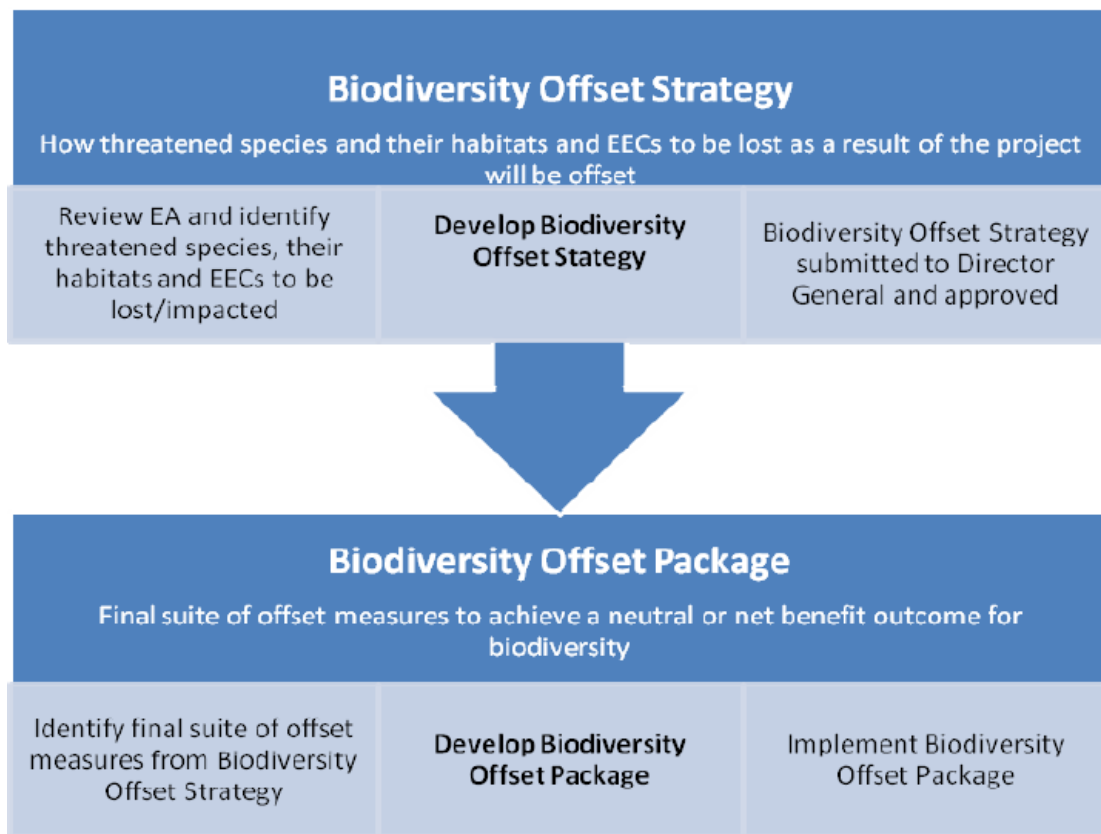 Biodiversity Offset Strategy
How threatened species and their habitats and EECs to be lost as a result of the project
will be offset
Review EA and identify
threatened species, their
habitats and EECs to be
lost/impacted
Develop Biodiversity
Offset Stategy
Biodiversity Offset Strategy
submitted to Director
General and approved
Biodiversity Offset Package
Final suite of offset measures to achieve a neutral or net benefit outcome for
biodiversity
Identify final suite of offset
measures from Biodiversity
Offset Strategy
Develop Biodiversity
Offset Package
Implement Biodiversity
Offset Package